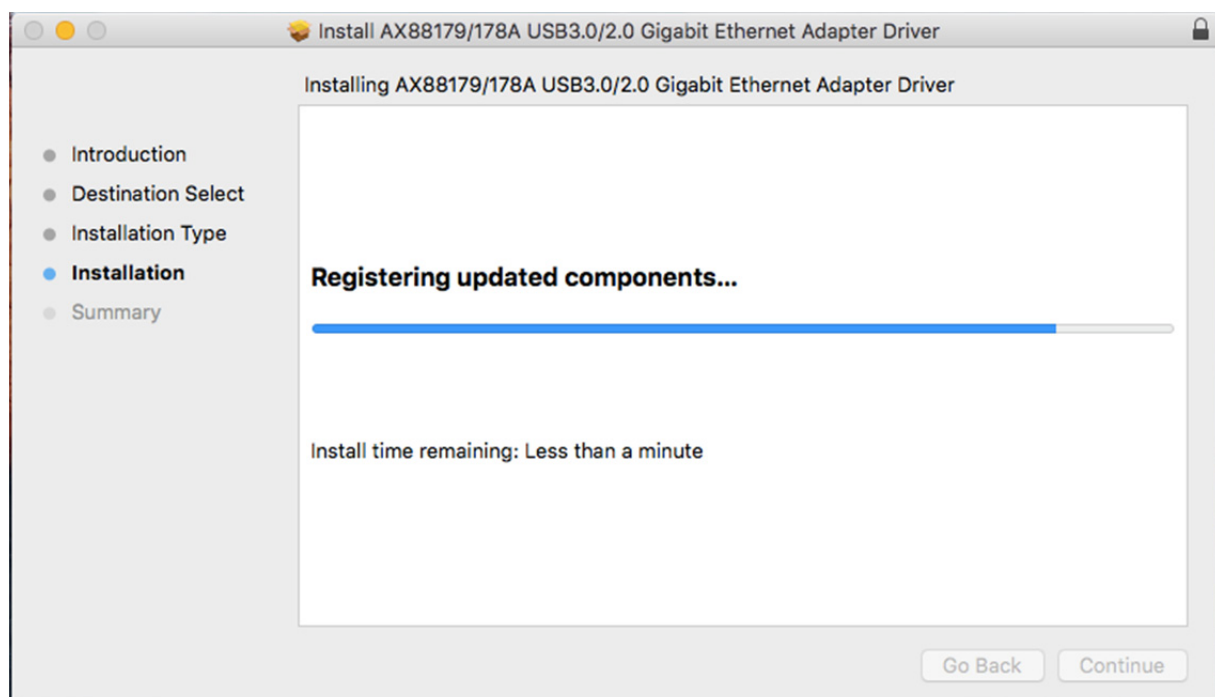 Install AX88179/178A USB3.0/2.0 Gigabit Ethernet Adapter Driver
Installing AX88179/178A USB3.0/2.0 Gigabit Ethernet Adapter Driver
Introduction
Destination Select
Installation Type
Installation
Summary
Registering updated components...
Install time remaining: Less than a minute
Go Back
Continue